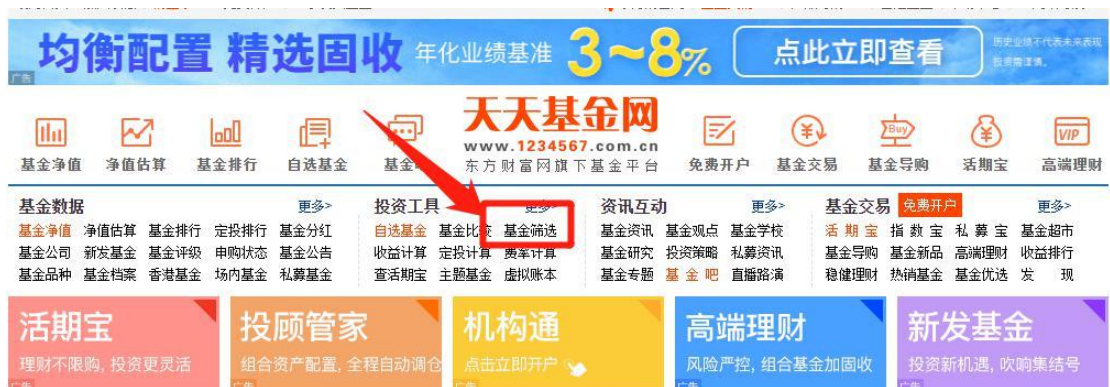 均衡配置 精选固收 年化业绩基准 3~8% 点此立即查看 历史业绩不代表未来表现
投资需谨慎。
广告
天天基金网
www.1234567.com.cn
基金净值 净值估算 基金排行 自选基金 东方财富网旗下基金平台 免费开户 基金交易 基金导购 活期宝 高端理财
Buy
VIP
基金数据 更多> 投资工具 更多> 资讯互动 更多> 基金交易 免费开户 更多>
基金净值 净值估算 基金排行 定投排行 基金分红 自选基金 基金比较 基金筛选 基金资讯 基金观点 基金学校 活期宝 指数宝 私募宝 基金超市
基金公司 新发基金 基金评级 申购状态 基金公告 收益计算 定投计算 费率计算 基金研究 投资策略 私募资讯 基金导购 基金新品 高端理财 收益排行
基金品种 基金档案 香港基金 场内基金 私募基金 查活期宝 主题基金 虚拟账本 基金专题 基金吧 直播路演 稳健理财 热销基金 基金优选 发现
活期宝 投顾管家 机构通 高端理财 新发基金
理财不限购, 投资更灵活 组合资产配置, 全程自动调仓 点击立即开户 风险严控, 组合基金加固收 投资新机遇, 吹响集结号
广告 广告 广告 广告 广告